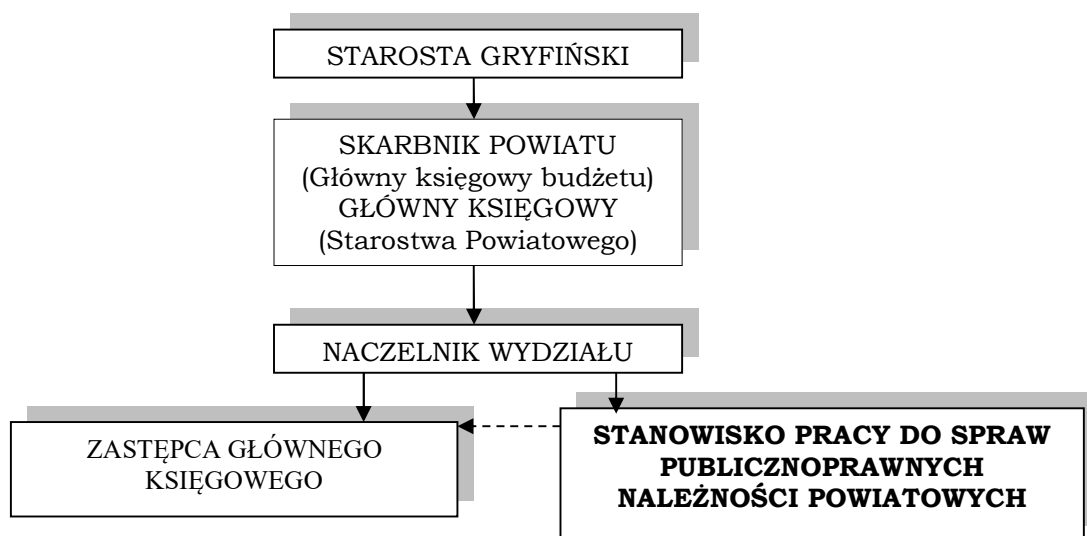 STAROSTA GRYFIŃSKI
SKARBNIK POWIATU
(Główny księgowy budżetu)
GŁÓWNY KSIĘGOWY
(Starostwa Powiatowego)
NACZELNIK WYDZIAŁU
ZASTĘPCA GŁÓWNEGO
KSIĘGOWEGO
STANOWISKO PRACY DO SPRAW
PUBLICZNOPRAWNYCH
NALEŻNOŚCI POWIATOWYCH